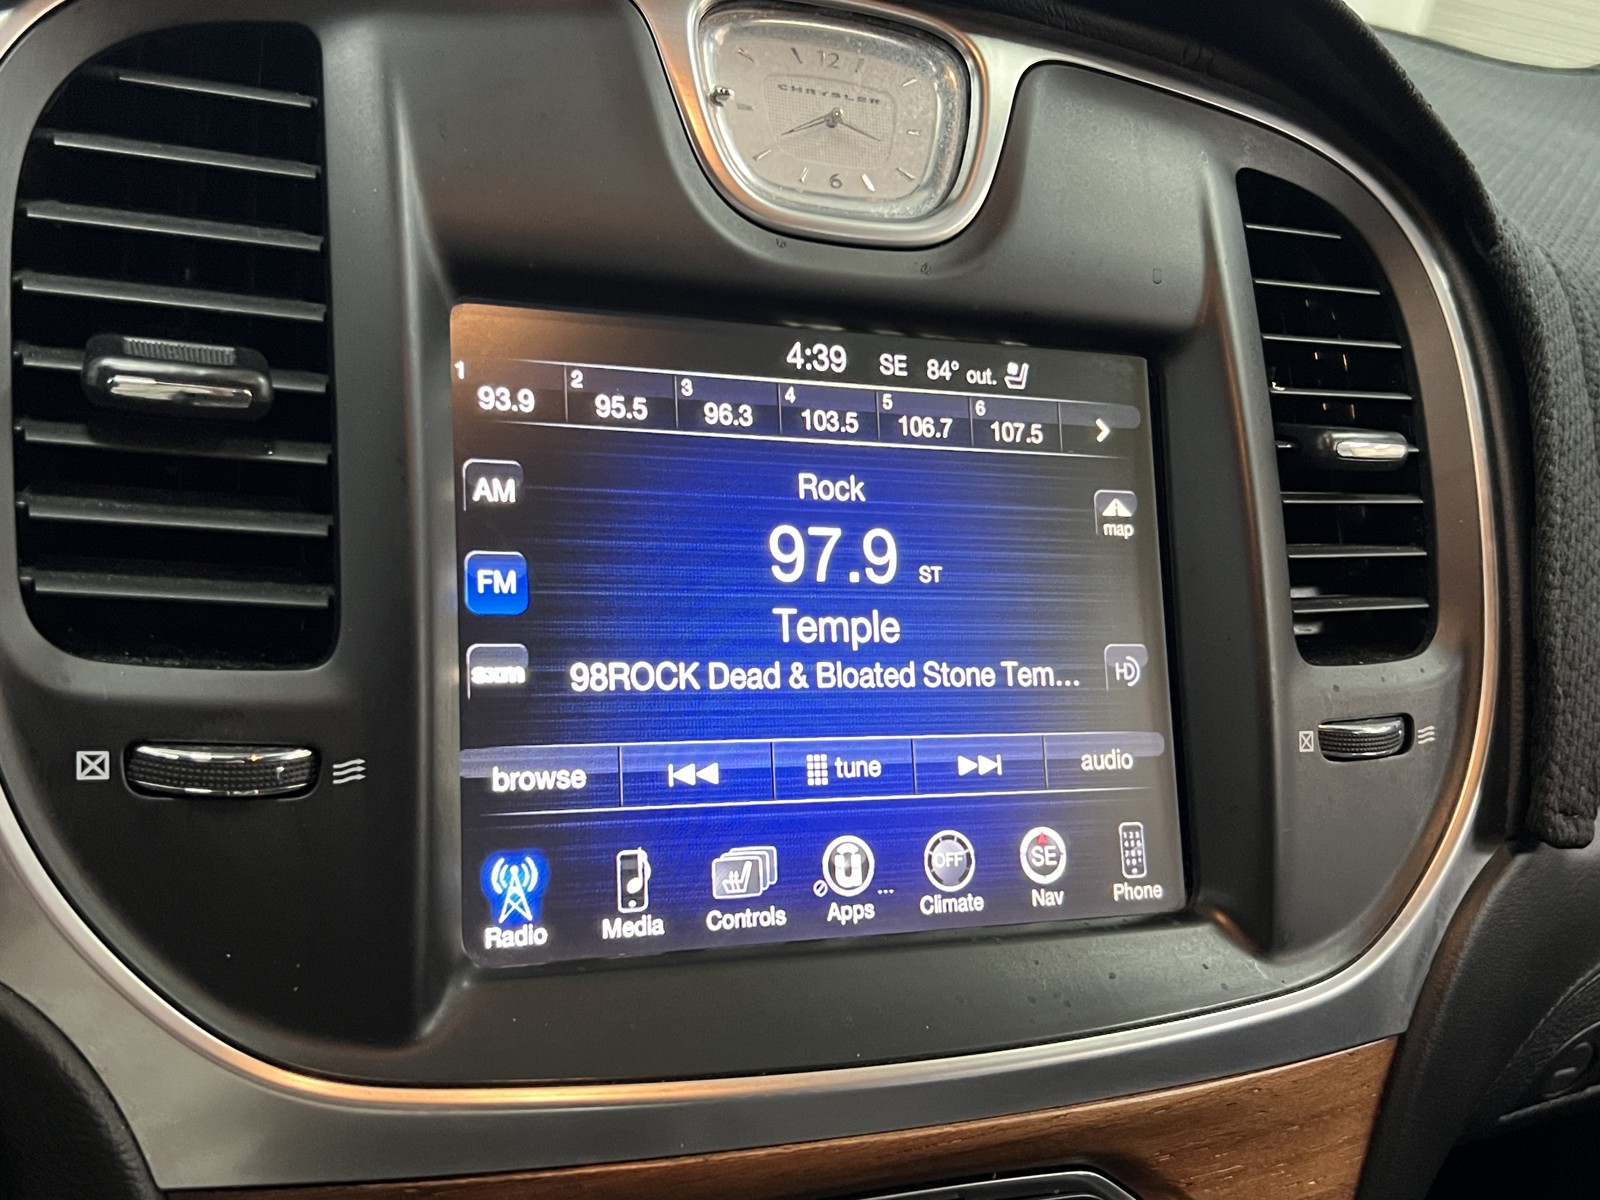 12
CHRYSLER
6
4:39 SE 84° out.
1 93.9 2 95.5 3 96.3 4 103.5 5 106.7 6 107.5
AM
Rock
map
97.9 ST
FM
Temple
sxm
98ROCK Dead & Bloated Stone Tem...
HD
browse tune audio
OFF SE
Radio Media Controls Apps ... Climate Nav Phone